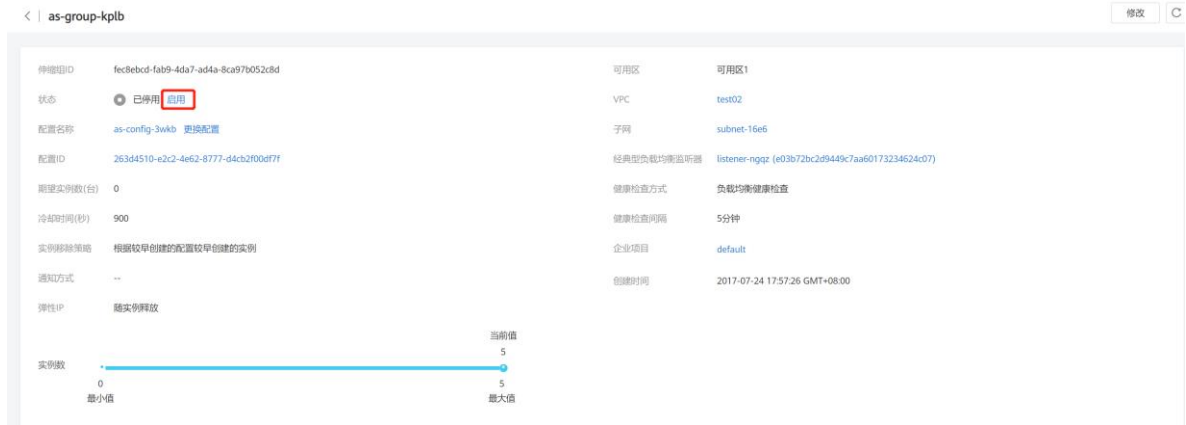 as-group-kplb 修改
伸缩组ID fec8ebcd-fab9-4da7-ad4a-8ca97b052c8d 可用区 可用区1
状态 已停用 启用 VPC test02
配置名称 as-config-3wkb 更换配置 子网 subnet-16e6
配置ID 263d4510-e2c2-4e62-8777-d4cb2f00df7f 经典型负载均衡监听器 listener-ngqz (e03b72bc2d9449c7aa60173234624c07)
期望实例数(台) 0 健康检查方式 负载均衡健康检查
冷却时间(秒) 900 健康检查间隔 5分钟
实例移除策略 根据较早创建的配置较早创建的实例 企业项目 default
通知方式 -- 创建时间 2017-07-24 17:57:26 GMT+08:00
弹性IP 随实例释放
当前值
5
实例数
0 5
最小值 最大值